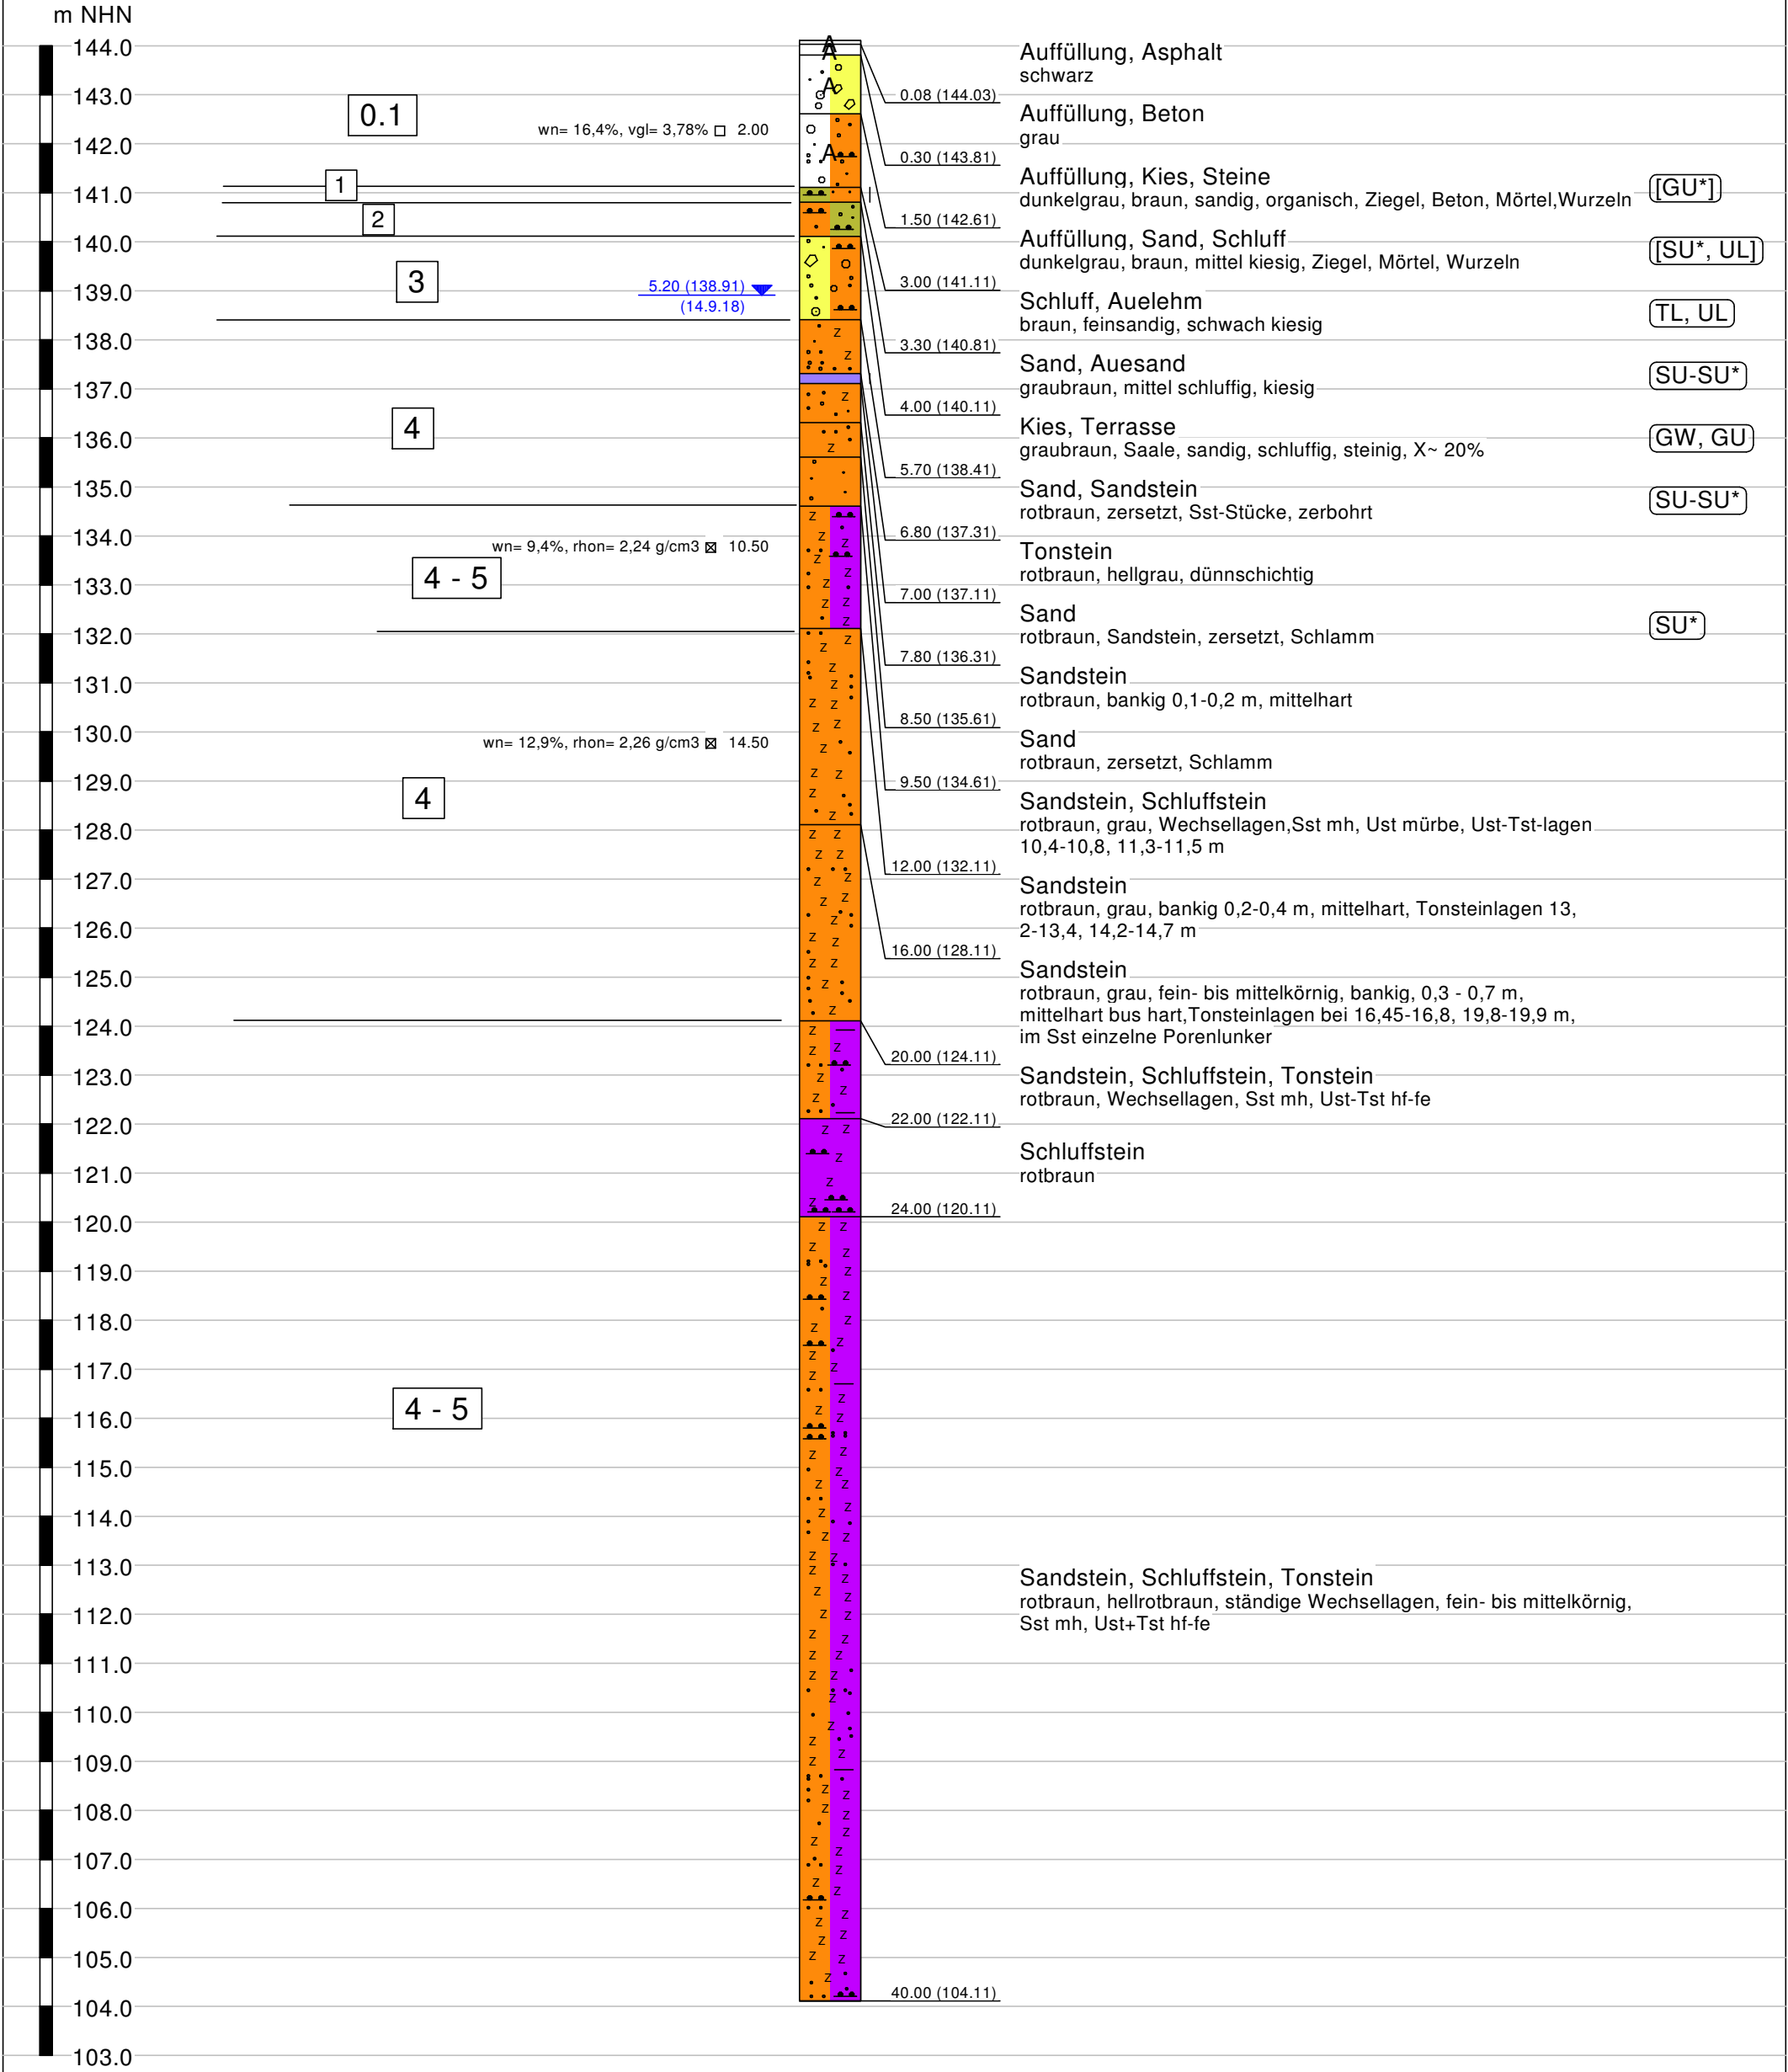 m NHN
144.0
143.0
142.0
141.0
140.0
139.0
138.0
137.0
136.0
135.0
134.0
133.0
132.0
131.0
130.0
129.0
128.0
127.0
126.0
125.0
124.0
123.0
122.0
121.0
120.0
119.0
118.0
117.0
116.0
115.0
114.0
113.0
112.0
111.0
110.0
109.0
108.0
107.0
106.0
105.0
104.0
103.0
0.1
1
2
3
4
4 - 5
4
4 - 5
wn= 16,4%, vgl= 3,78% 2.00
5.20 (138.91)
(14.9.18)
wn= 9,4%, rhon= 2,24 g/cm3 10.50
wn= 12,9%, rhon= 2,26 g/cm3 14.50
A
A
A
A
0.08 (144.03)
0.30 (143.81)
1.50 (142.61)
3.00 (141.11)
3.30 (140.81)
4.00 (140.11)
5.70 (138.41)
6.80 (137.31)
7.00 (137.11)
7.80 (136.31)
8.50 (135.61)
9.50 (134.61)
12.00 (132.11)
16.00 (128.11)
20.00 (124.11)
22.00 (122.11)
24.00 (120.11)
40.00 (104.11)
Auffüllung, Asphalt
schwarz
Auffüllung, Beton
grau
Auffüllung, Kies, Steine
dunkelgrau, braun, sandig, organisch, Ziegel, Beton, Mörtel,Wurzeln
[GU*]
Auffüllung, Sand, Schluff
dunkelgrau, braun, mittel kiesig, Ziegel, Mörtel, Wurzeln
[SU*, UL]
Schluff, Auelehm
braun, feinsandig, schwach kiesig
TL, UL
Sand, Auesand
graubraun, mittel schluffig, kiesig
SU-SU*
Kies, Terrasse
graubraun, Saale, sandig, schluffig, steinig, X~ 20%
GW, GU
Sand, Sandstein
rotbraun, zersetzt, Sst-Stücke, zerbohrt
SU-SU*
Tonstein
rotbraun, hellgrau, dünnschichtig
Sand
rotbraun, Sandstein, zersetzt, Schlamm
SU*
Sandstein
rotbraun, bankig 0,1-0,2 m, mittelhart
Sand
rotbraun, zersetzt, Schlamm
Sandstein, Schluffstein
rotbraun, grau, Wechsellagen,Sst mh, Ust mürbe, Ust-Tst-lagen
10,4-10,8, 11,3-11,5 m
Sandstein
rotbraun, grau, bankig 0,2-0,4 m, mittelhart, Tonsteinlagen 13,
2-13,4, 14,2-14,7 m
Sandstein
rotbraun, grau, fein- bis mittelkörnig, bankig, 0,3 - 0,7 m,
mittelhart bus hart,Tonsteinlagen bei 16,45-16,8, 19,8-19,9 m,
im Sst einzelne Porenlunker
Sandstein, Schluffstein, Tonstein
rotbraun, Wechsellagen, Sst mh, Ust-Tst hf-fe
Schluffstein
rotbraun
Sandstein, Schluffstein, Tonstein
rotbraun, hellrotbraun, ständige Wechsellagen, fein- bis mittelkörnig,
Sst mh, Ust+Tst hf-fe